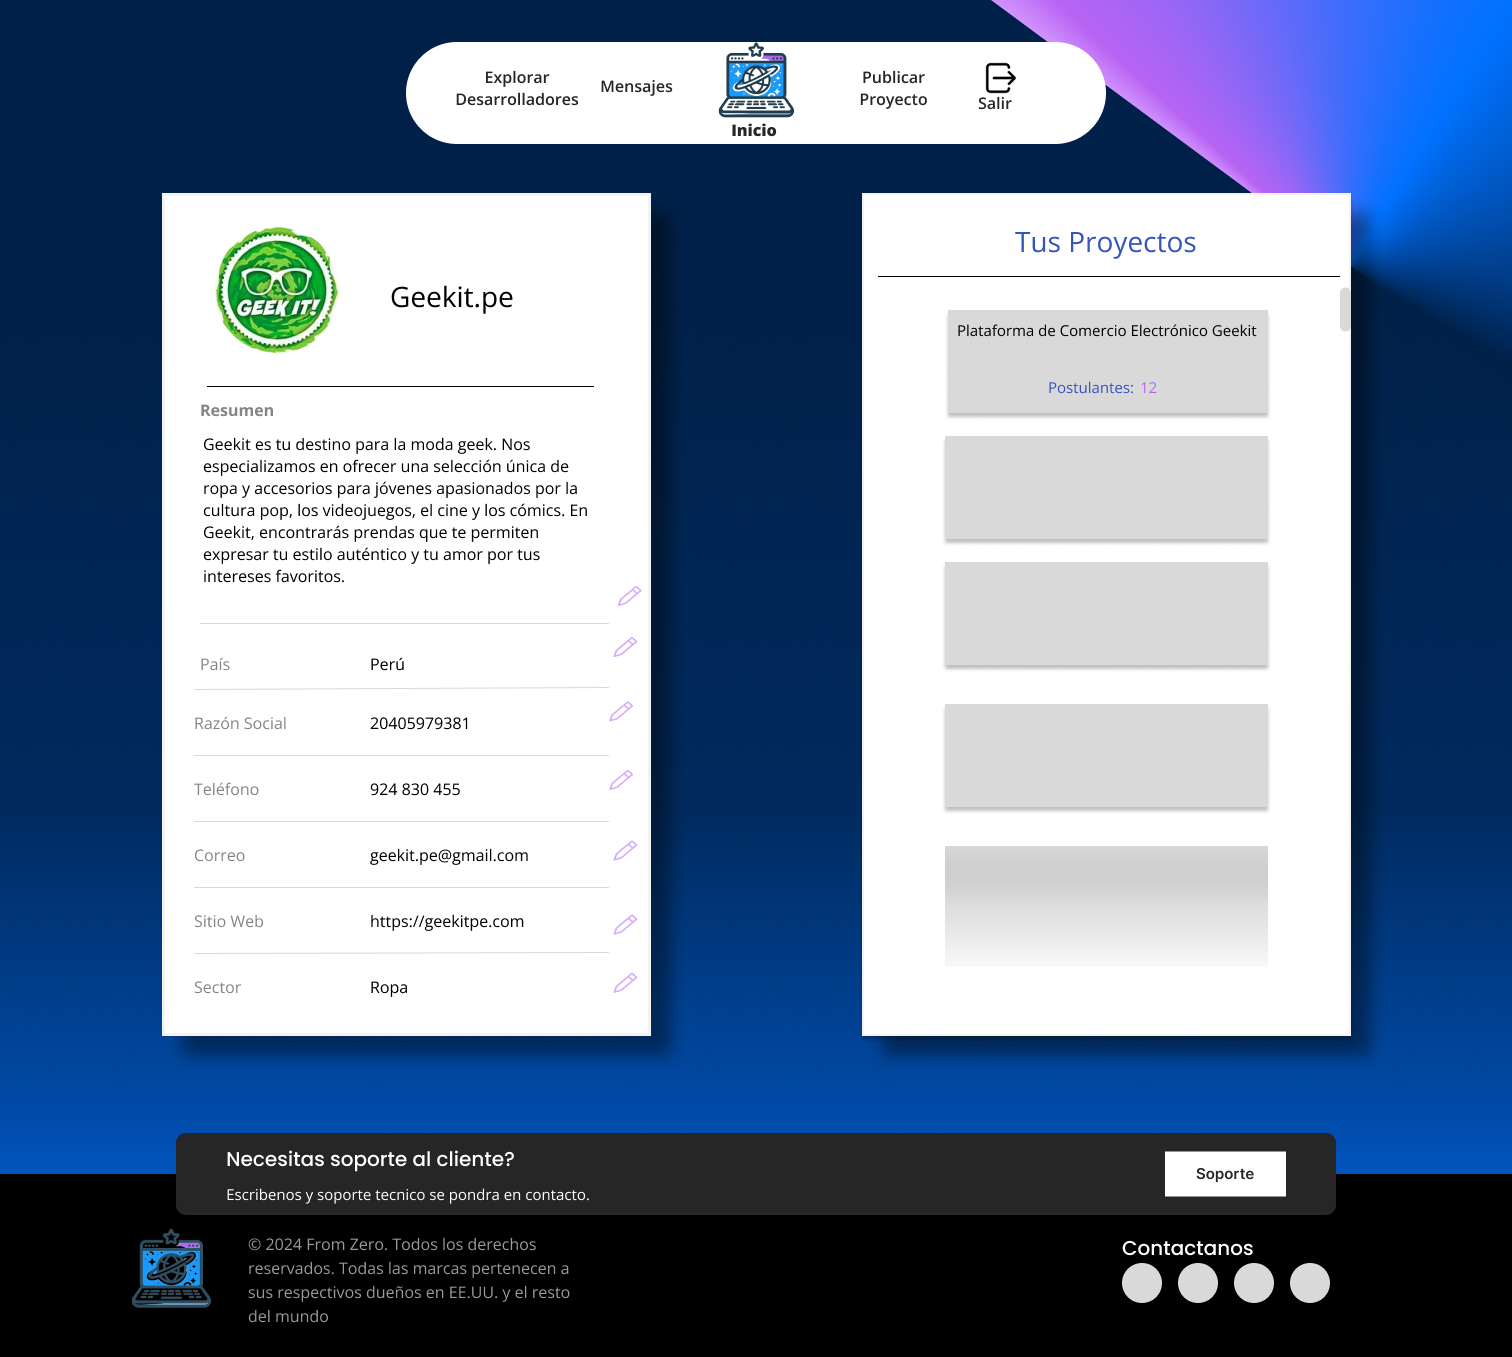 Explorar
Desarrolladores
Mensajes
Inicio
Publicar
Proyecto
Salir
GEEK IT!
Geekit.pe
Resumen
Geekit es tu destino para la moda geek. Nos
especializamos en ofrecer una selección única de
ropa y accesorios para jóvenes apasionados por la
cultura pop, los videojuegos, el cine y los cómics. En
Geekit, encontrarás prendas que te permiten
expresar tu estilo auténtico y tu amor por tus
intereses favoritos.
País Perú
Razón Social 20405979381
Teléfono 924 830 455
Correo geekit.pe@gmail.com
Sitio Web https://geekitpe.com
Sector Ropa
Tus Proyectos
Plataforma de Comercio Electrónico Geekit
Postulantes: 12
Necesitas soporte al cliente?
Escribenos y soporte tecnico se pondra en contacto.
Soporte
© 2024 From Zero. Todos los derechos
reservados. Todas las marcas pertenecen a
sus respectivos dueños en EE.UU. y el resto
del mundo
Contactanos